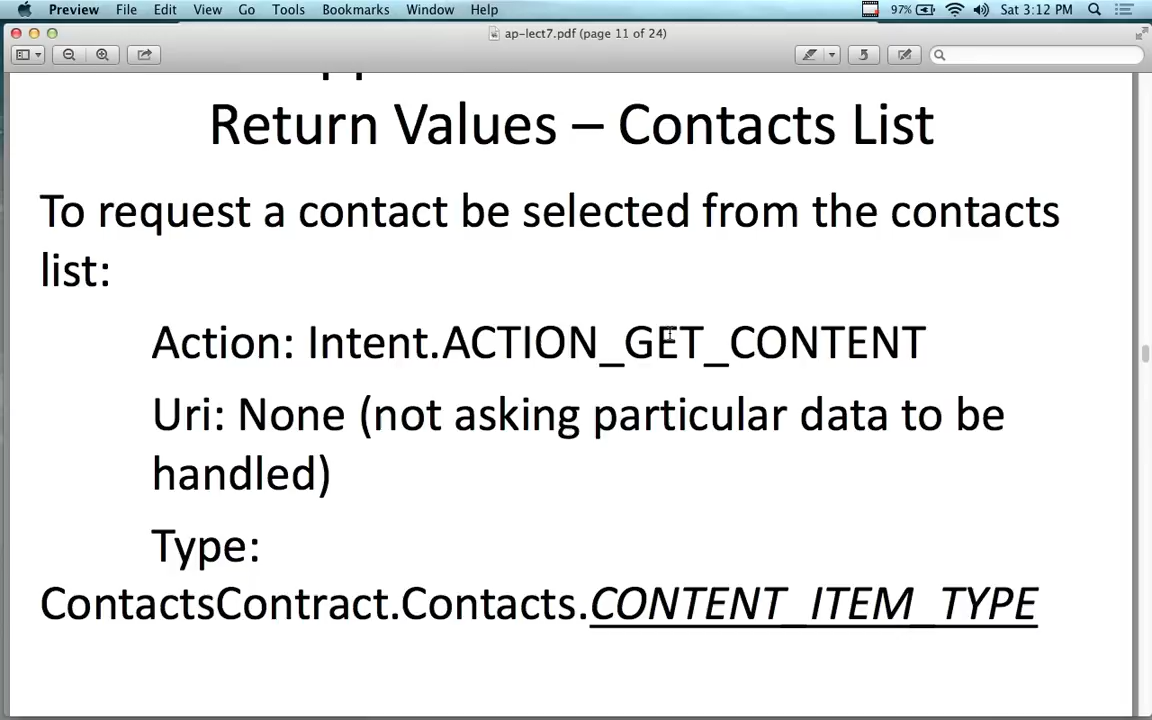 Preview File Edit View Go Tools Bookmarks Window Help 97% Sat 3:12 PM
ap-lect7.pdf (page 11 of 24)
Return Values – Contacts List
To request a contact be selected from the contacts
list:
Action: Intent.ACTION_GET_CONTENT
Uri: None (not asking particular data to be
handled)
Type:
ContactsContract.Contacts.CONTENT_ITEM_TYPE